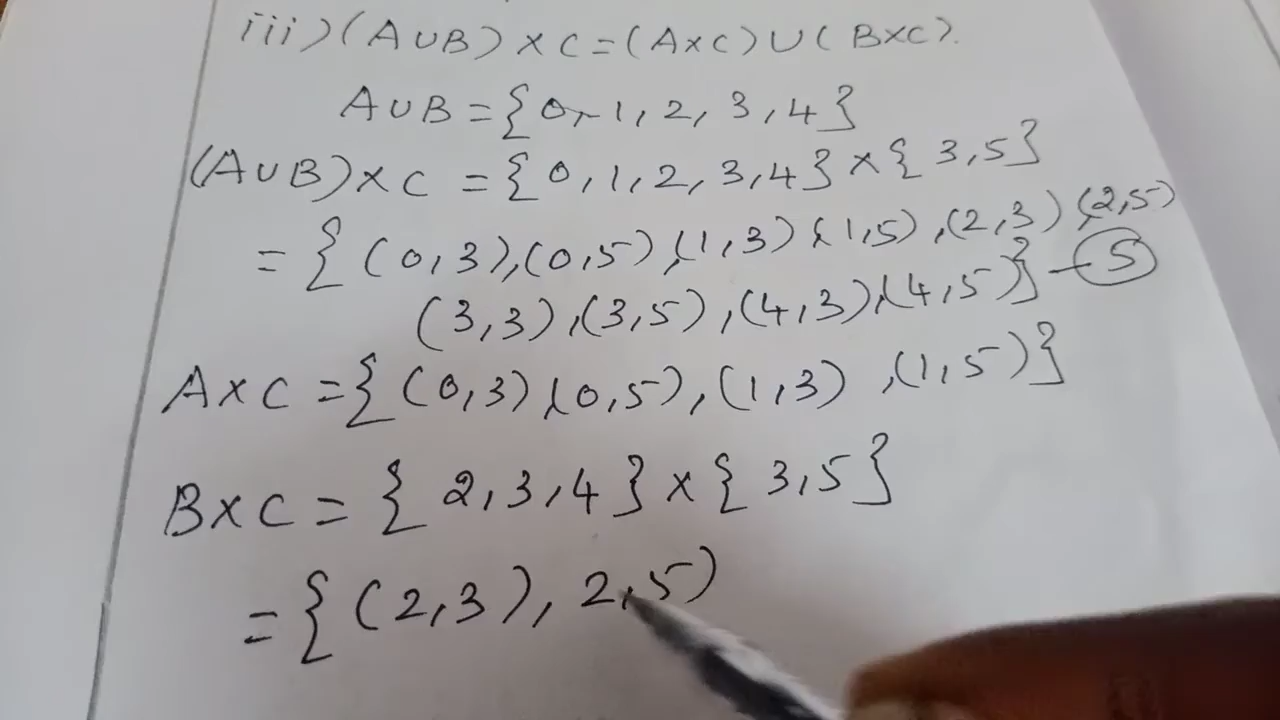 iii) (A∪B) × C = (A×C) ∪ (B×C).
A∪B = {0, 1, 2, 3, 4}
(A∪B) × C = {0, 1, 2, 3, 4} × {3, 5}
= {(0,3), (0,5), (1,3), (1,5), (2,3), (2,5)
(3,3), (3,5), (4,3), (4,5)} — 5
A×C = {(0,3), (0,5), (1,3), (1,5)}
B×C = {2, 3, 4} × {3, 5}
= {(2,3), 2,5)